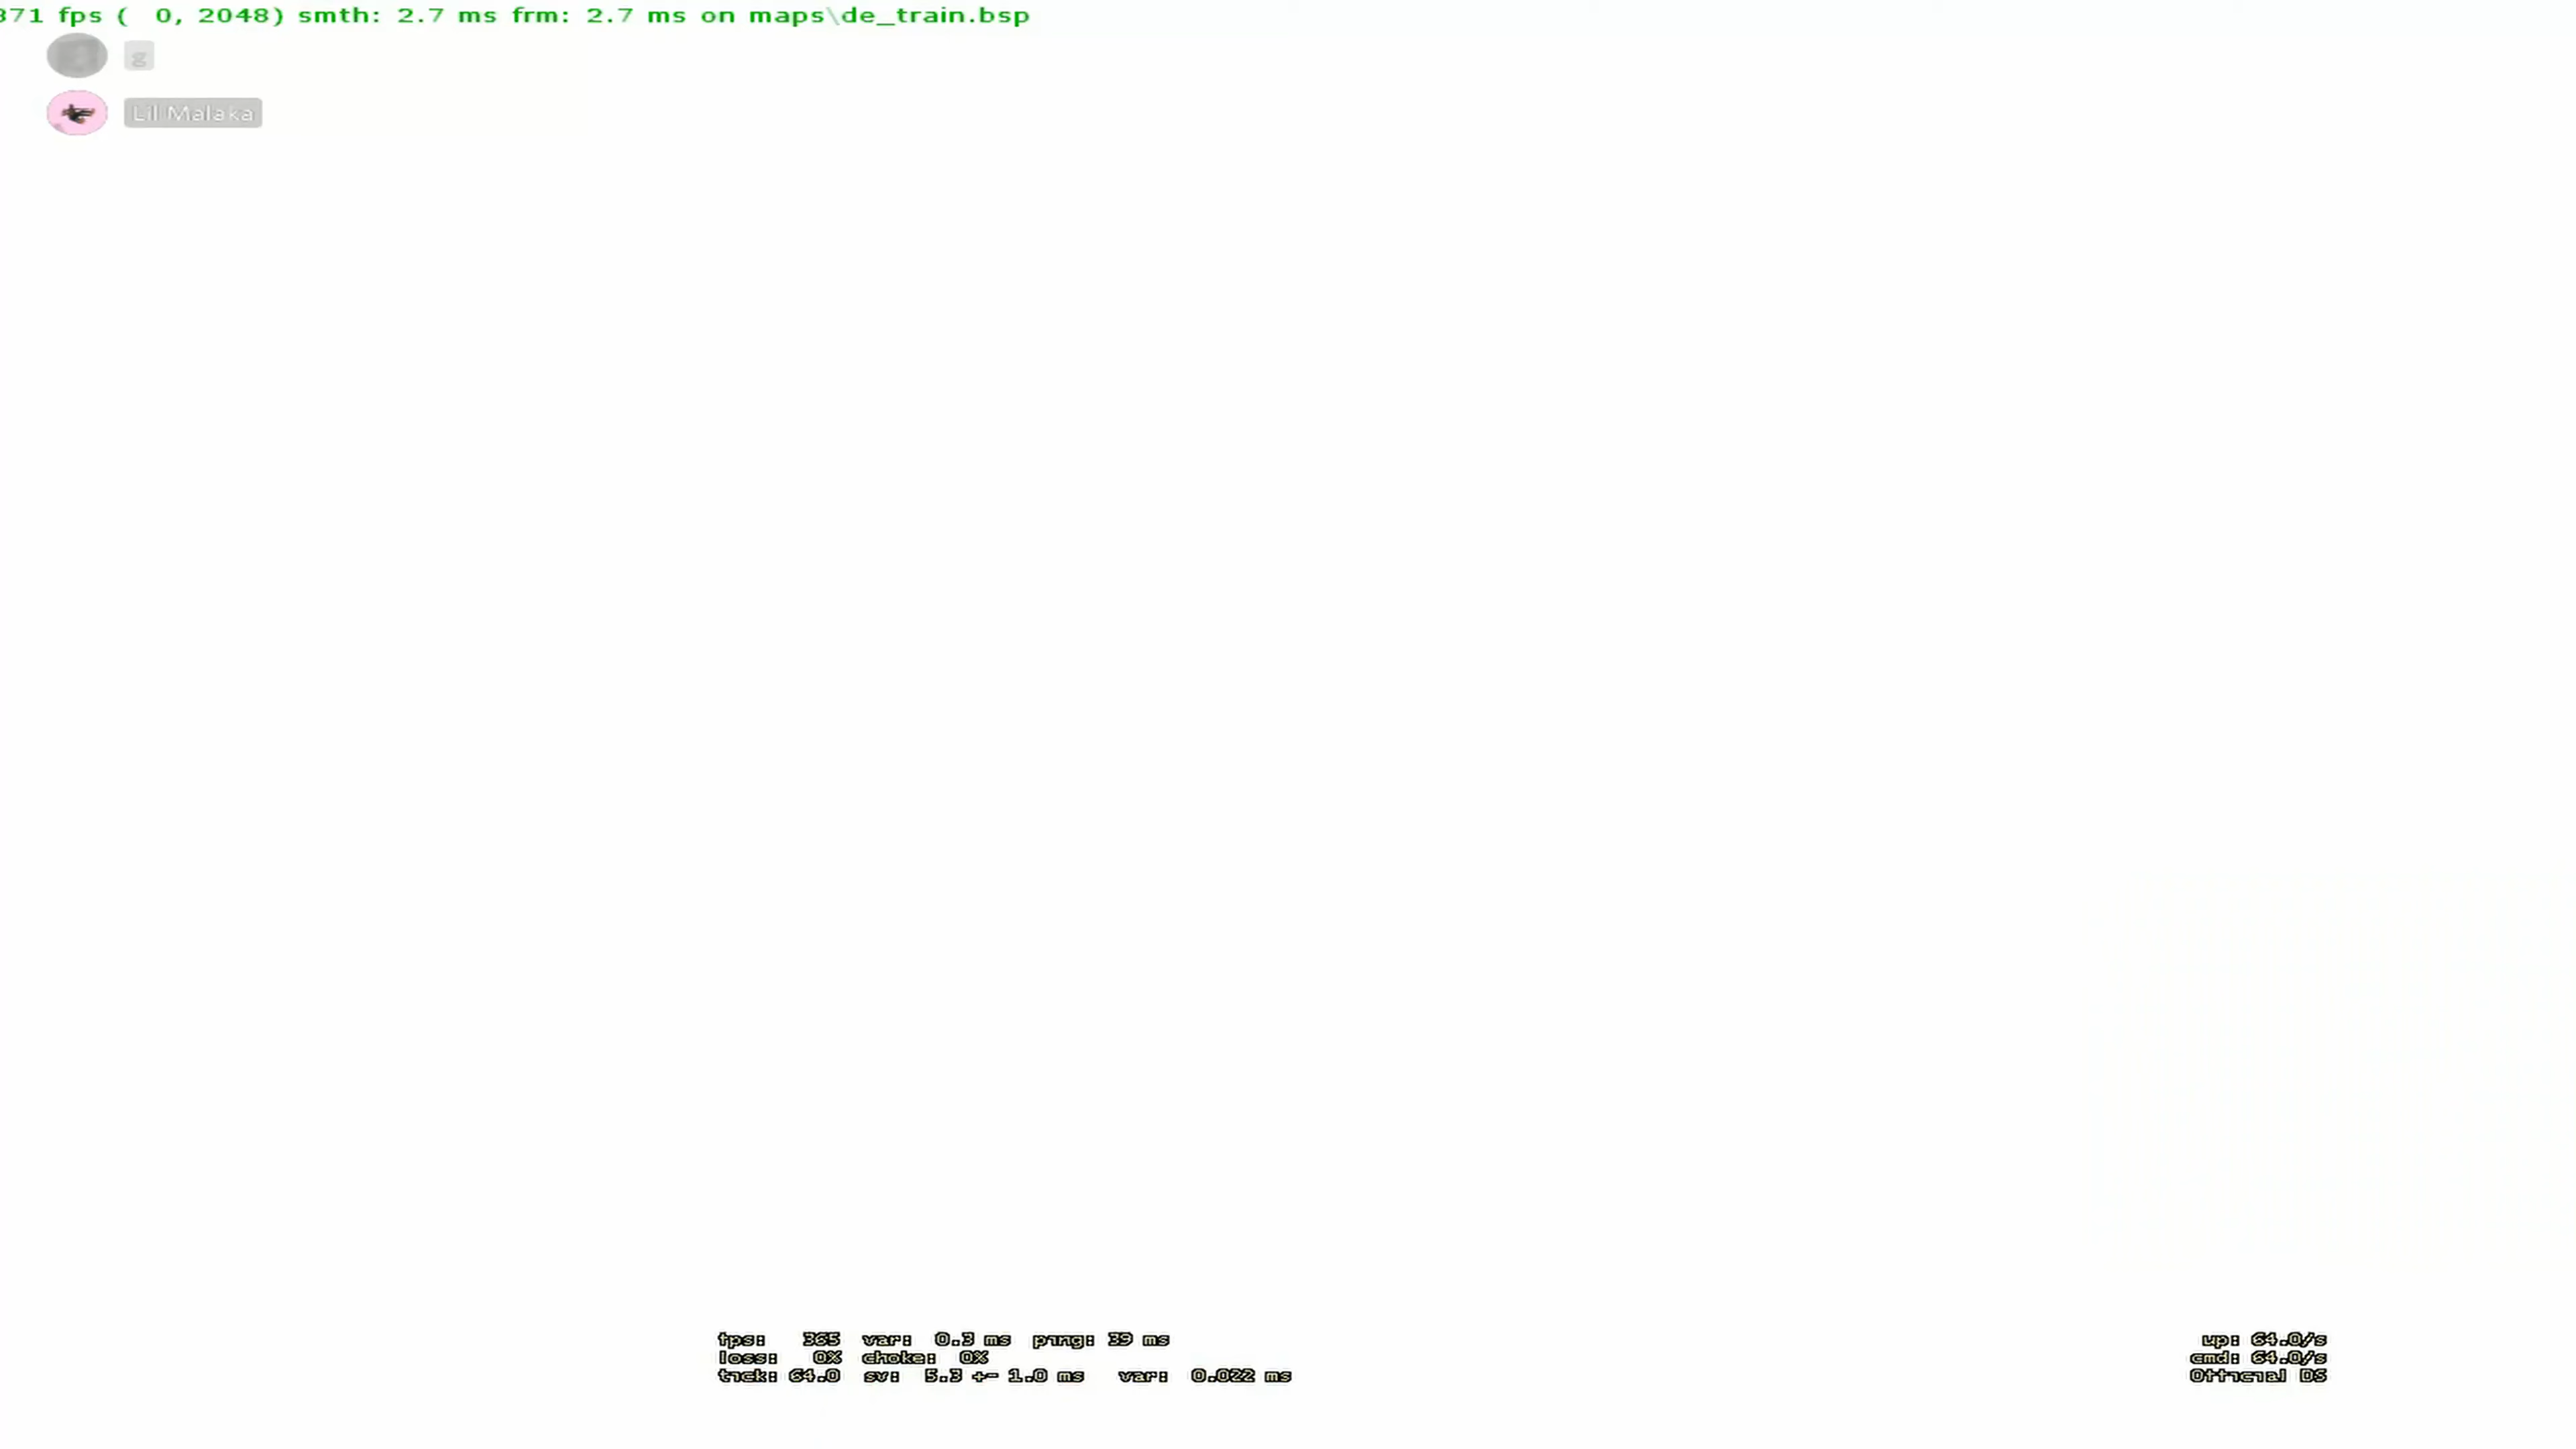 371 fps ( 0, 2048) smth: 2.7 ms frm: 2.7 ms on maps\de_train.bsp
g
Lil Malaka
fps: 365 var: 0.3 ms ping: 39 ms
loss: 0% choke: 0%
tick: 64.0 sv: 5.3 +- 1.0 ms var: 0.022 ms
up: 64.0/s
cmd: 64.0/s
Official DS